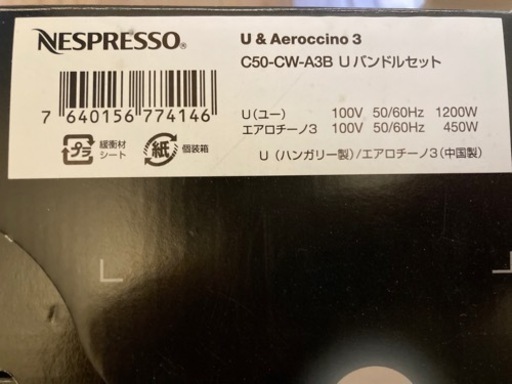 NESPRESSO®
U & Aeroccino 3
C50-CW-A3B Uバンドルセット
7 640156 774146
U(ユー) 100V 50/60Hz 1200W
エアロチーノ3 100V 50/60Hz 450W
プラ 緩衝材シート
紙 個装箱
U(ハンガリー製)/エアロチーノ3(中国製)